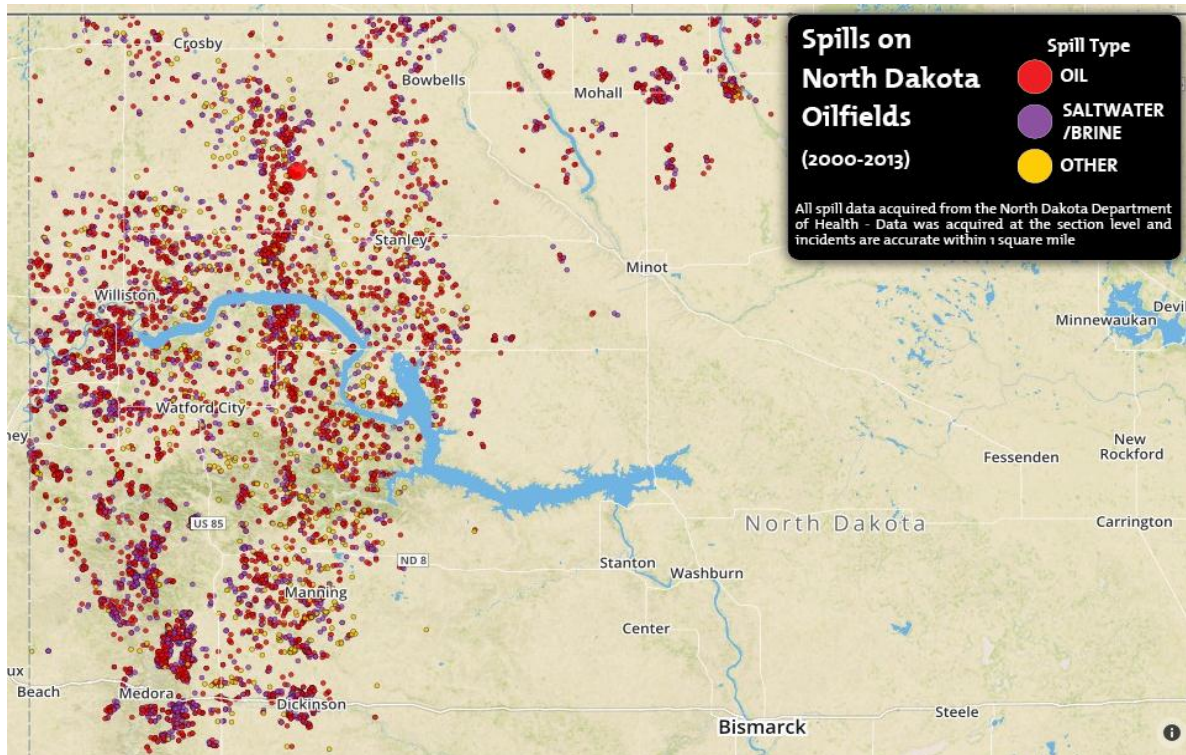 Spills on
North Dakota
Oilfields
(2000-2013)
Spill Type
OIL
SALTWATER
/BRINE
OTHER
All spill data acquired from the North Dakota Department
of Health - Data was acquired at the section level and
incidents are accurate within 1 square mile
Crosby
Bowbells
Mohall
Stanley
Minot
Williston
Minnewaukan
Devil
Watford City
ney
New
Rockford
Fessenden
US 85
North Dakota
Carrington
ND 8
Stanton
Washburn
Manning
Center
ux
Beach
Medora
Dickinson
Steele
Bismarck
i